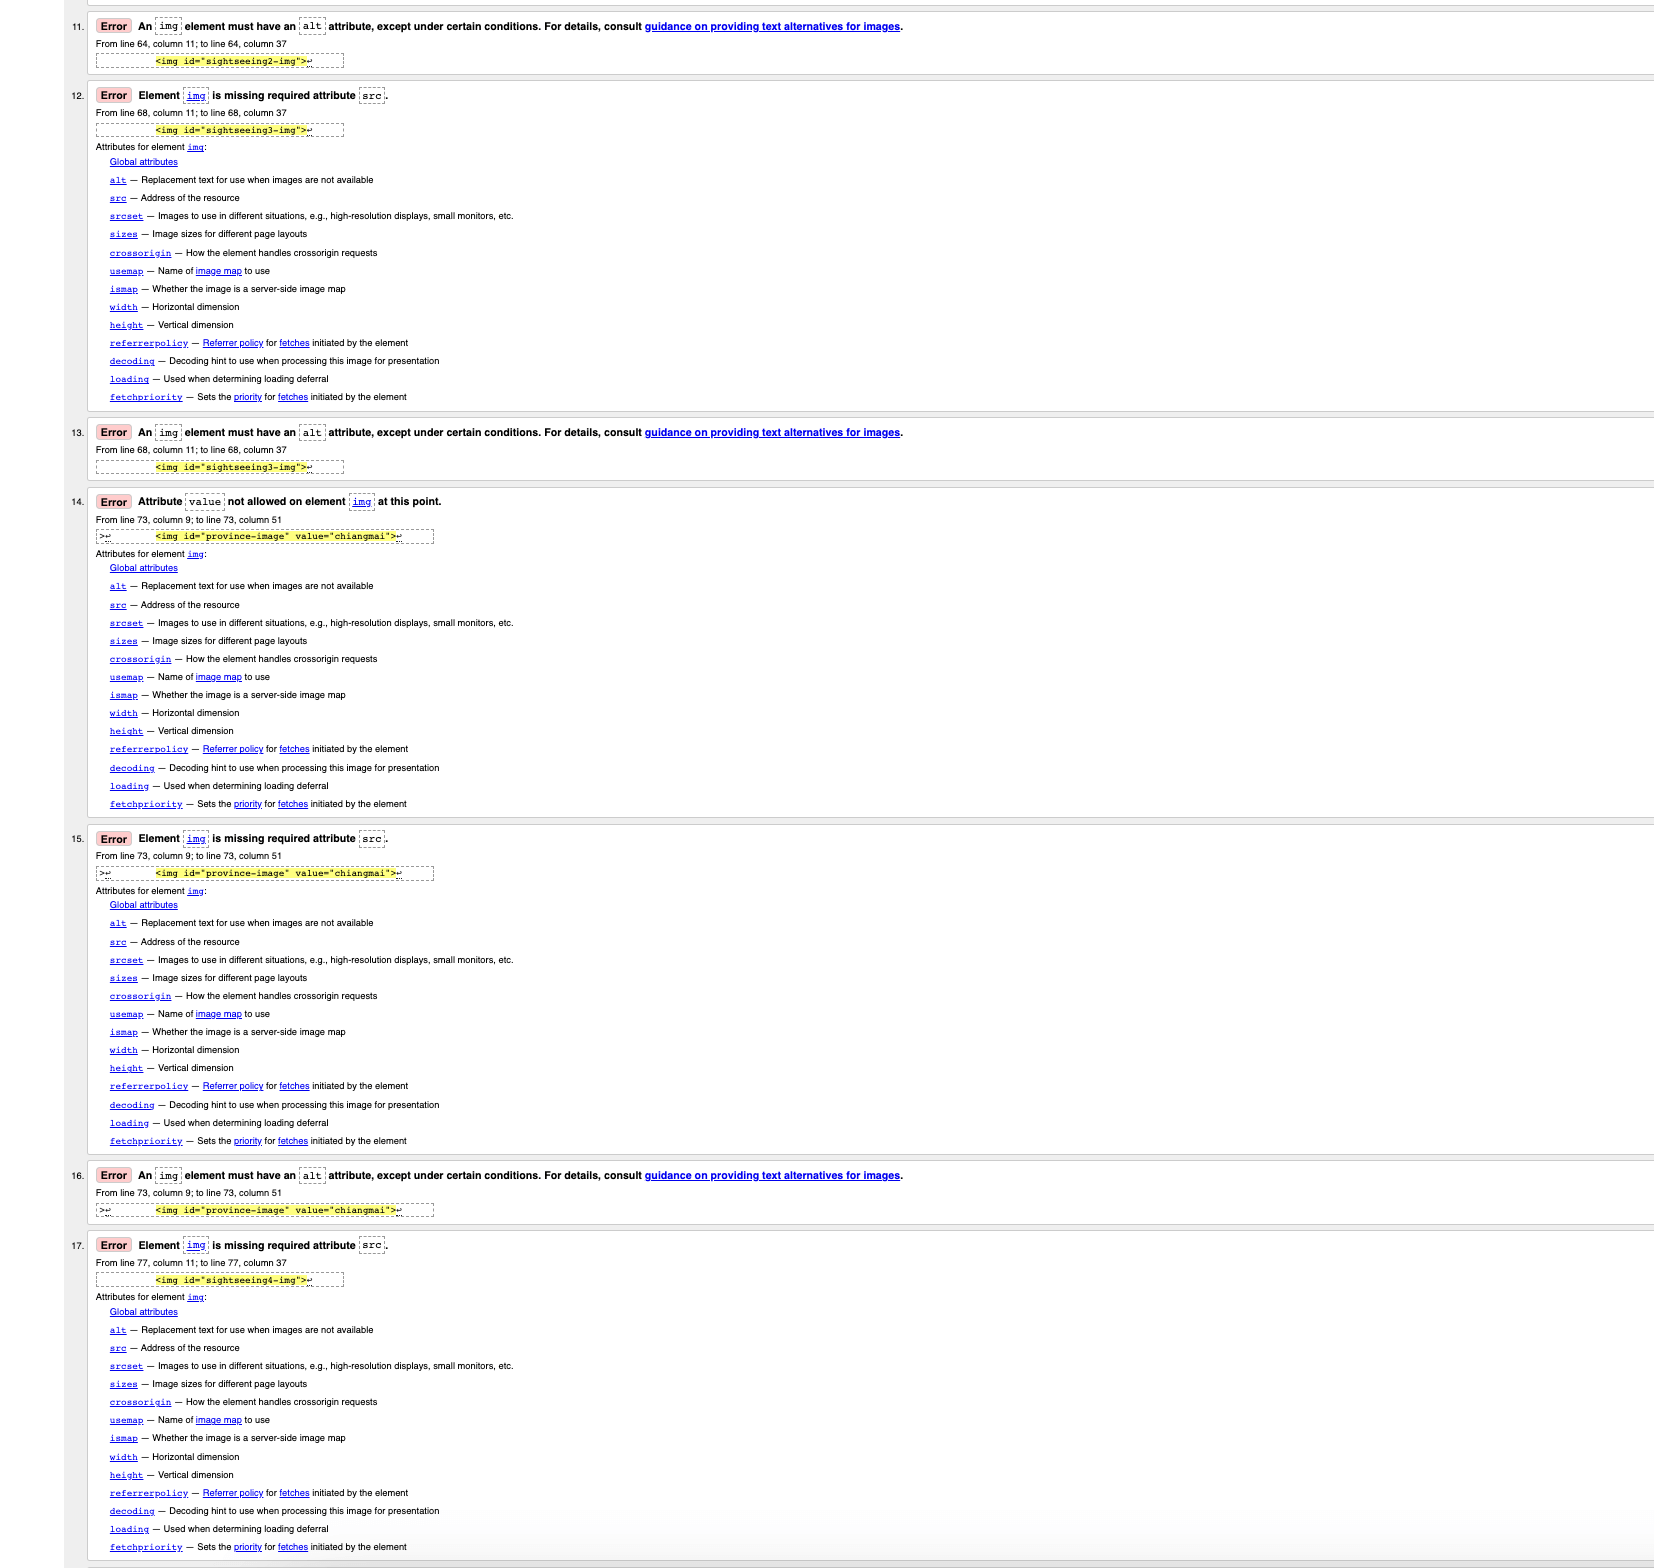 11. Error An img element must have an alt attribute, except under certain conditions. For details, consult guidance on providing text alternatives for images.
From line 64, column 11; to line 64, column 37
<img id="sightseeing2-img">↩
12. Error Element img is missing required attribute src.
From line 68, column 11; to line 68, column 37
<img id="sightseeing3-img">↩
Attributes for element img:
Global attributes
alt — Replacement text for use when images are not available
src — Address of the resource
srcset — Images to use in different situations, e.g., high-resolution displays, small monitors, etc.
sizes — Image sizes for different page layouts
crossorigin — How the element handles crossorigin requests
usemap — Name of image map to use
ismap — Whether the image is a server-side image map
width — Horizontal dimension
height — Vertical dimension
referrerpolicy — Referrer policy for fetches initiated by the element
decoding — Decoding hint to use when processing this image for presentation
loading — Used when determining loading deferral
fetchpriority — Sets the priority for fetches initiated by the element
13. Error An img element must have an alt attribute, except under certain conditions. For details, consult guidance on providing text alternatives for images.
From line 68, column 11; to line 68, column 37
<img id="sightseeing3-img">↩
14. Error Attribute value not allowed on element img at this point.
From line 73, column 9; to line 73, column 51
>↩ <img id="province-image" value="chiangmai">↩
Attributes for element img:
Global attributes
alt — Replacement text for use when images are not available
src — Address of the resource
srcset — Images to use in different situations, e.g., high-resolution displays, small monitors, etc.
sizes — Image sizes for different page layouts
crossorigin — How the element handles crossorigin requests
usemap — Name of image map to use
ismap — Whether the image is a server-side image map
width — Horizontal dimension
height — Vertical dimension
referrerpolicy — Referrer policy for fetches initiated by the element
decoding — Decoding hint to use when processing this image for presentation
loading — Used when determining loading deferral
fetchpriority — Sets the priority for fetches initiated by the element
15. Error Element img is missing required attribute src.
From line 73, column 9; to line 73, column 51
>↩ <img id="province-image" value="chiangmai">↩
Attributes for element img:
Global attributes
alt — Replacement text for use when images are not available
src — Address of the resource
srcset — Images to use in different situations, e.g., high-resolution displays, small monitors, etc.
sizes — Image sizes for different page layouts
crossorigin — How the element handles crossorigin requests
usemap — Name of image map to use
ismap — Whether the image is a server-side image map
width — Horizontal dimension
height — Vertical dimension
referrerpolicy — Referrer policy for fetches initiated by the element
decoding — Decoding hint to use when processing this image for presentation
loading — Used when determining loading deferral
fetchpriority — Sets the priority for fetches initiated by the element
16. Error An img element must have an alt attribute, except under certain conditions. For details, consult guidance on providing text alternatives for images.
From line 73, column 9; to line 73, column 51
>↩ <img id="province-image" value="chiangmai">↩
17. Error Element img is missing required attribute src.
From line 77, column 11; to line 77, column 37
<img id="sightseeing4-img">↩
Attributes for element img:
Global attributes
alt — Replacement text for use when images are not available
src — Address of the resource
srcset — Images to use in different situations, e.g., high-resolution displays, small monitors, etc.
sizes — Image sizes for different page layouts
crossorigin — How the element handles crossorigin requests
usemap — Name of image map to use
ismap — Whether the image is a server-side image map
width — Horizontal dimension
height — Vertical dimension
referrerpolicy — Referrer policy for fetches initiated by the element
decoding — Decoding hint to use when processing this image for presentation
loading — Used when determining loading deferral
fetchpriority — Sets the priority for fetches initiated by the element